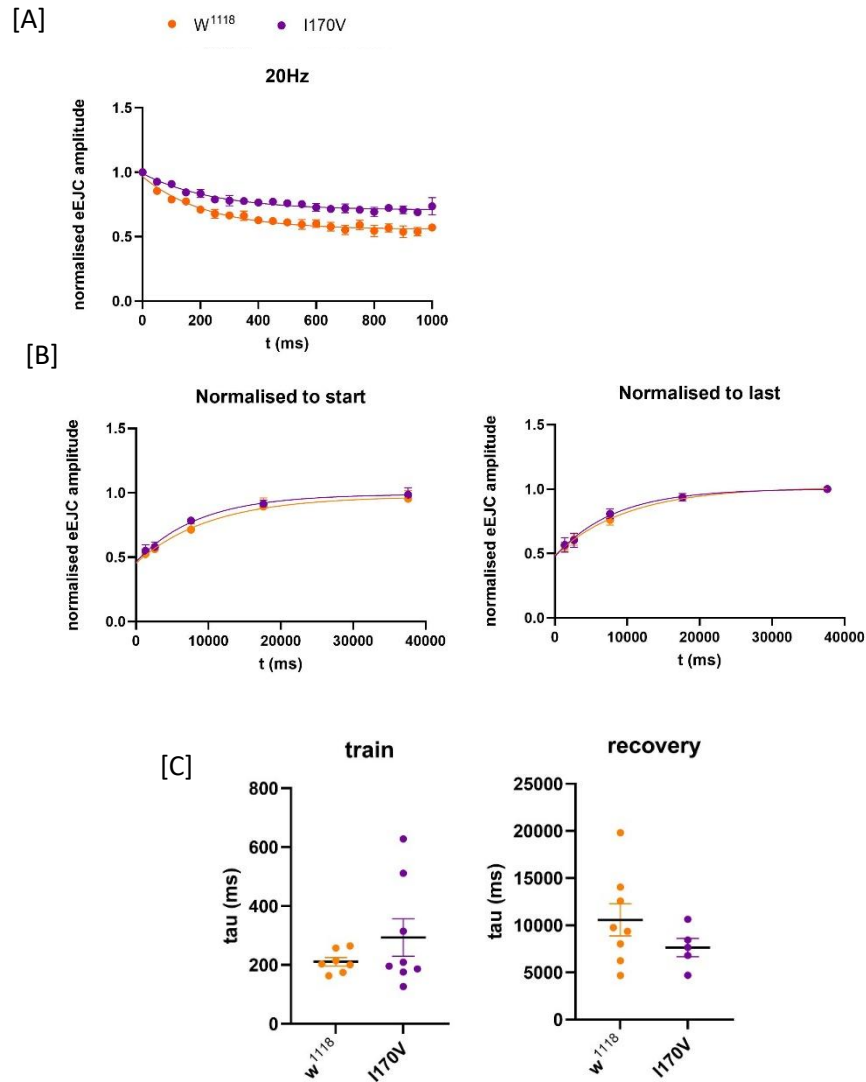 [A]
W1118 I170V
20Hz
normalised eEJC amplitude
1.5
1.0
0.5
0.0
0 200 400 600 800 1000
t (ms)
[B]
Normalised to start
normalised eEJC amplitude
1.5
1.0
0.5
0.0
0 10000 20000 30000 40000
t (ms)
Normalised to last
normalised eEJC amplitude
1.5
1.0
0.5
0.0
0 10000 20000 30000 40000
t (ms)
[C]
train
tau (ms)
800
600
400
200
0
w1118 I170V
recovery
tau (ms)
25000
20000
15000
10000
5000
0
w1118 I170V